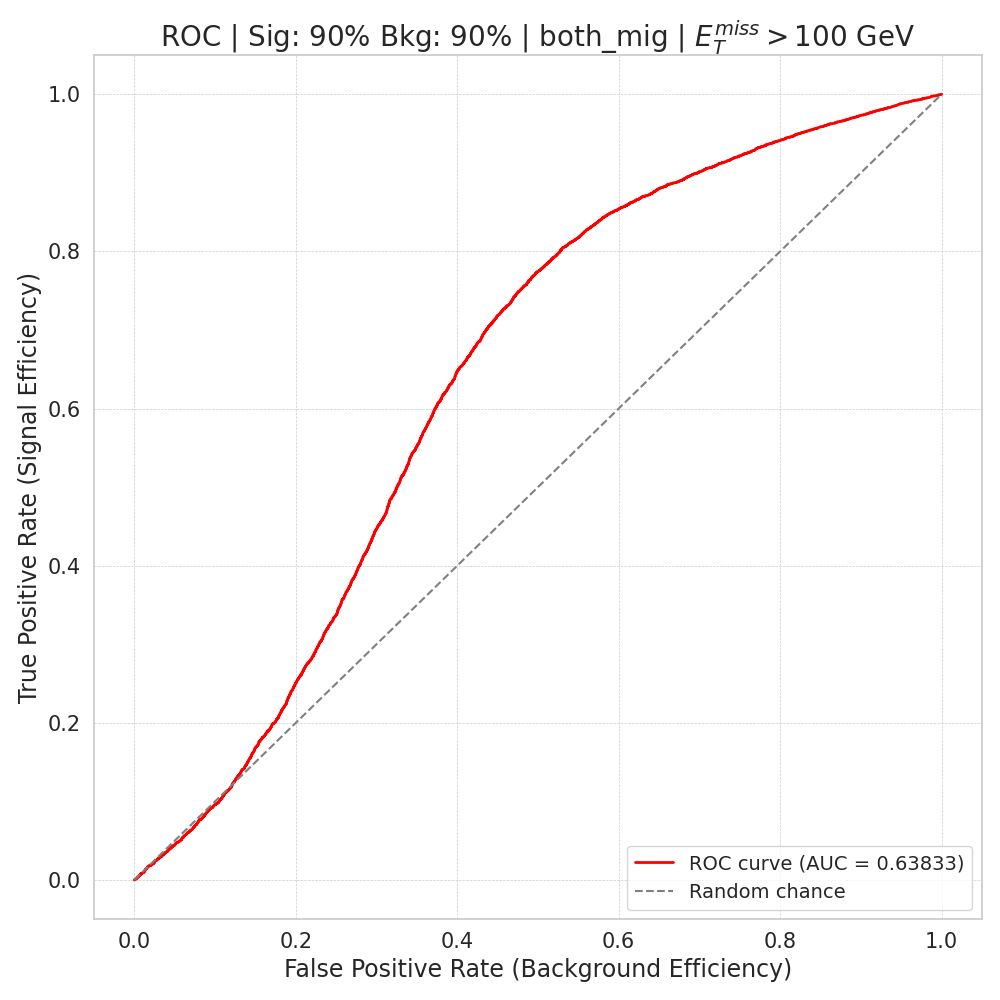 ROC | Sig: 90% Bkg: 90% | both_mig | $E_T^{miss} > 100$ GeV
1.0
0.8
0.6
0.4
0.2
0.0
True Positive Rate (Signal Efficiency)
ROC curve (AUC = 0.63833)
Random chance
0.0 0.2 0.4 0.6 0.8 1.0
False Positive Rate (Background Efficiency)